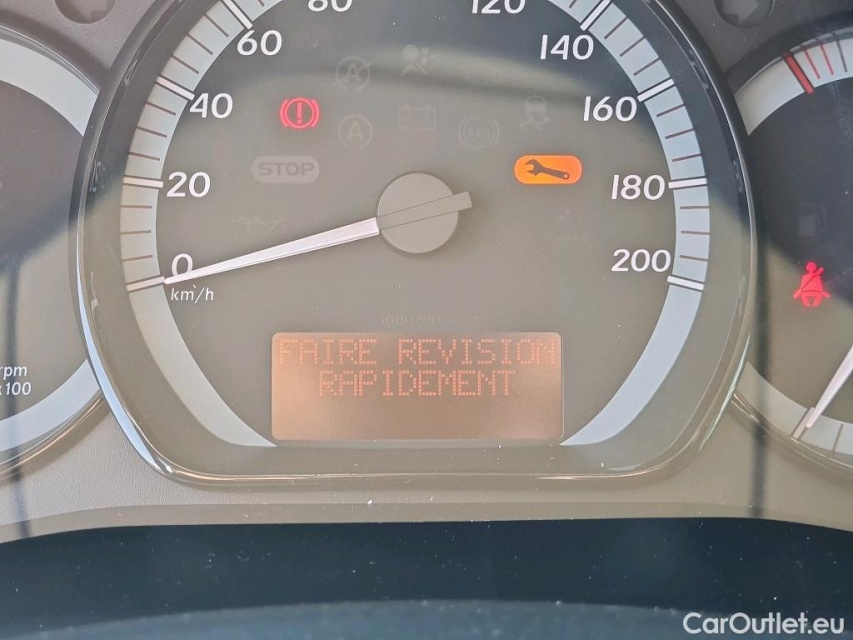 80
120
60
140
40
160
STOP
20
180
0
200
km/h
FAIRE REVISION
RAPIDEMENT
rpm
x100
CarOutlet.eu